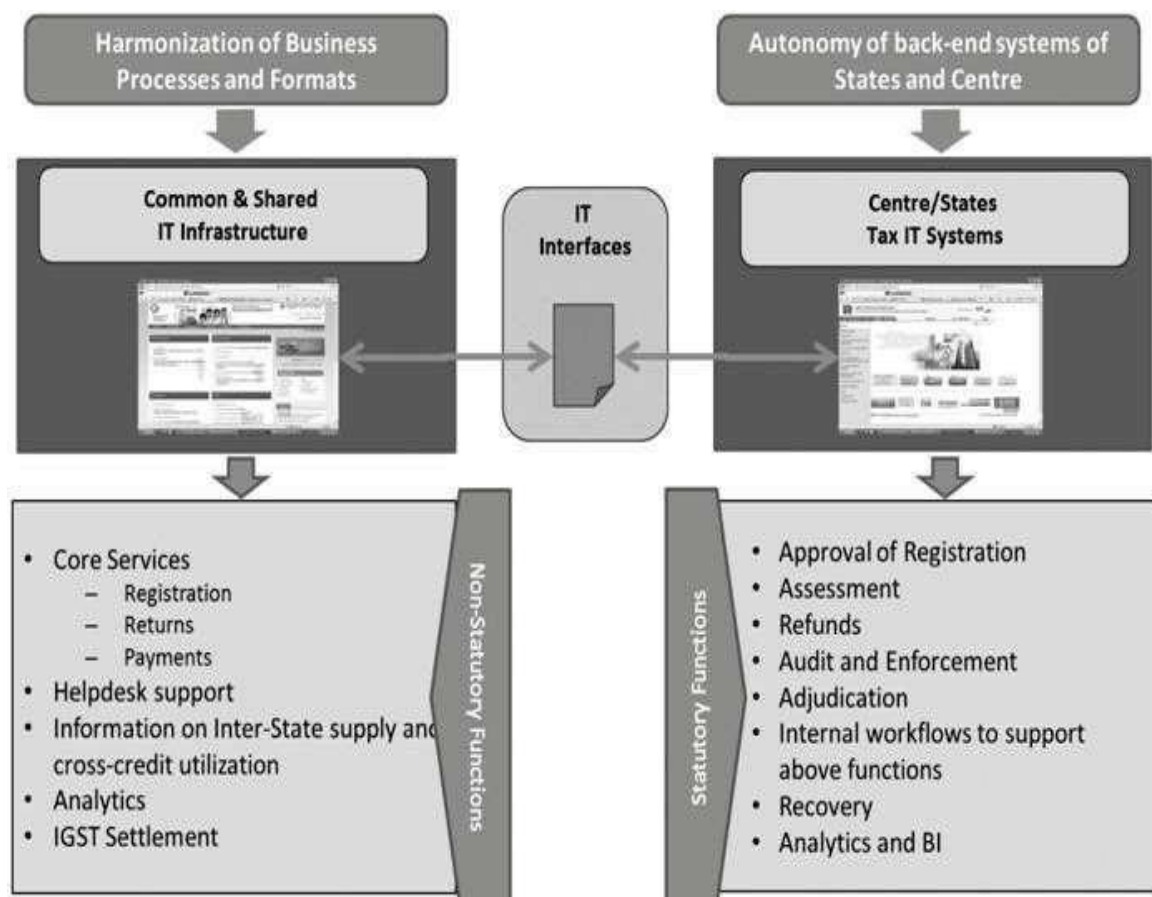 Harmonization of Business
Processes and Formats
Autonomy of back-end systems of
States and Centre
Common & Shared
IT Infrastructure
IT
Interfaces
Centre/States
Tax IT Systems
• Core Services
– Registration
– Returns
– Payments
• Helpdesk support
• Information on Inter-State supply and
cross-credit utilization
• Analytics
• IGST Settlement
Non-Statutory Functions
Statutory Functions
• Approval of Registration
• Assessment
• Refunds
• Audit and Enforcement
• Adjudication
• Internal workflows to support
above functions
• Recovery
• Analytics and BI